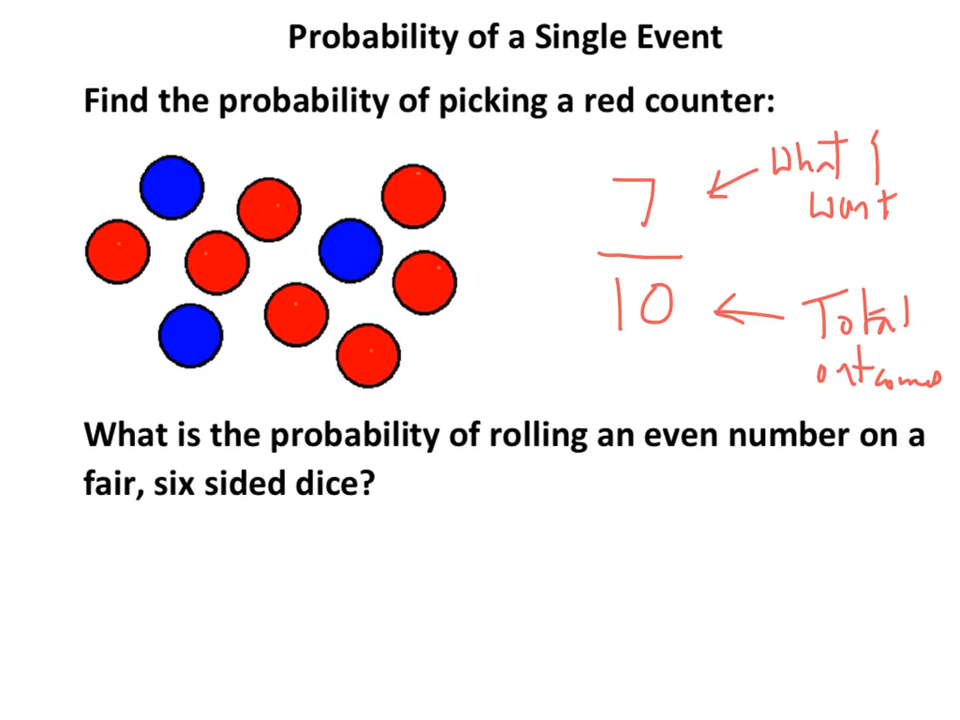 Probability of a Single Event
Find the probability of picking a red counter:
7
10
What I
want
Total
outcomes
What is the probability of rolling an even number on a
fair, six sided dice?